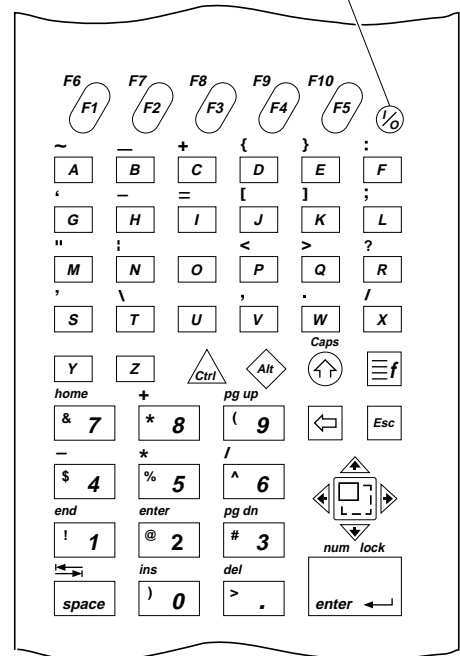 F6 F7 F8 F9 F10
F1 F2 F3 F4 F5 I/O
~ _ + { } :
A B C D E F
‘ – = [ ] ;
G H I J K L
" ¦ < > ?
M N O P Q R
’ \ , . /
S T U V W X
Caps
Y Z Ctrl Alt f
home + pg up
& 7 * 8 ( 9 Esc
– * /
$ 4 % 5 ^ 6
end enter pg dn
! 1 @ 2 # 3
num lock
ins del
space ) 0 > . enter